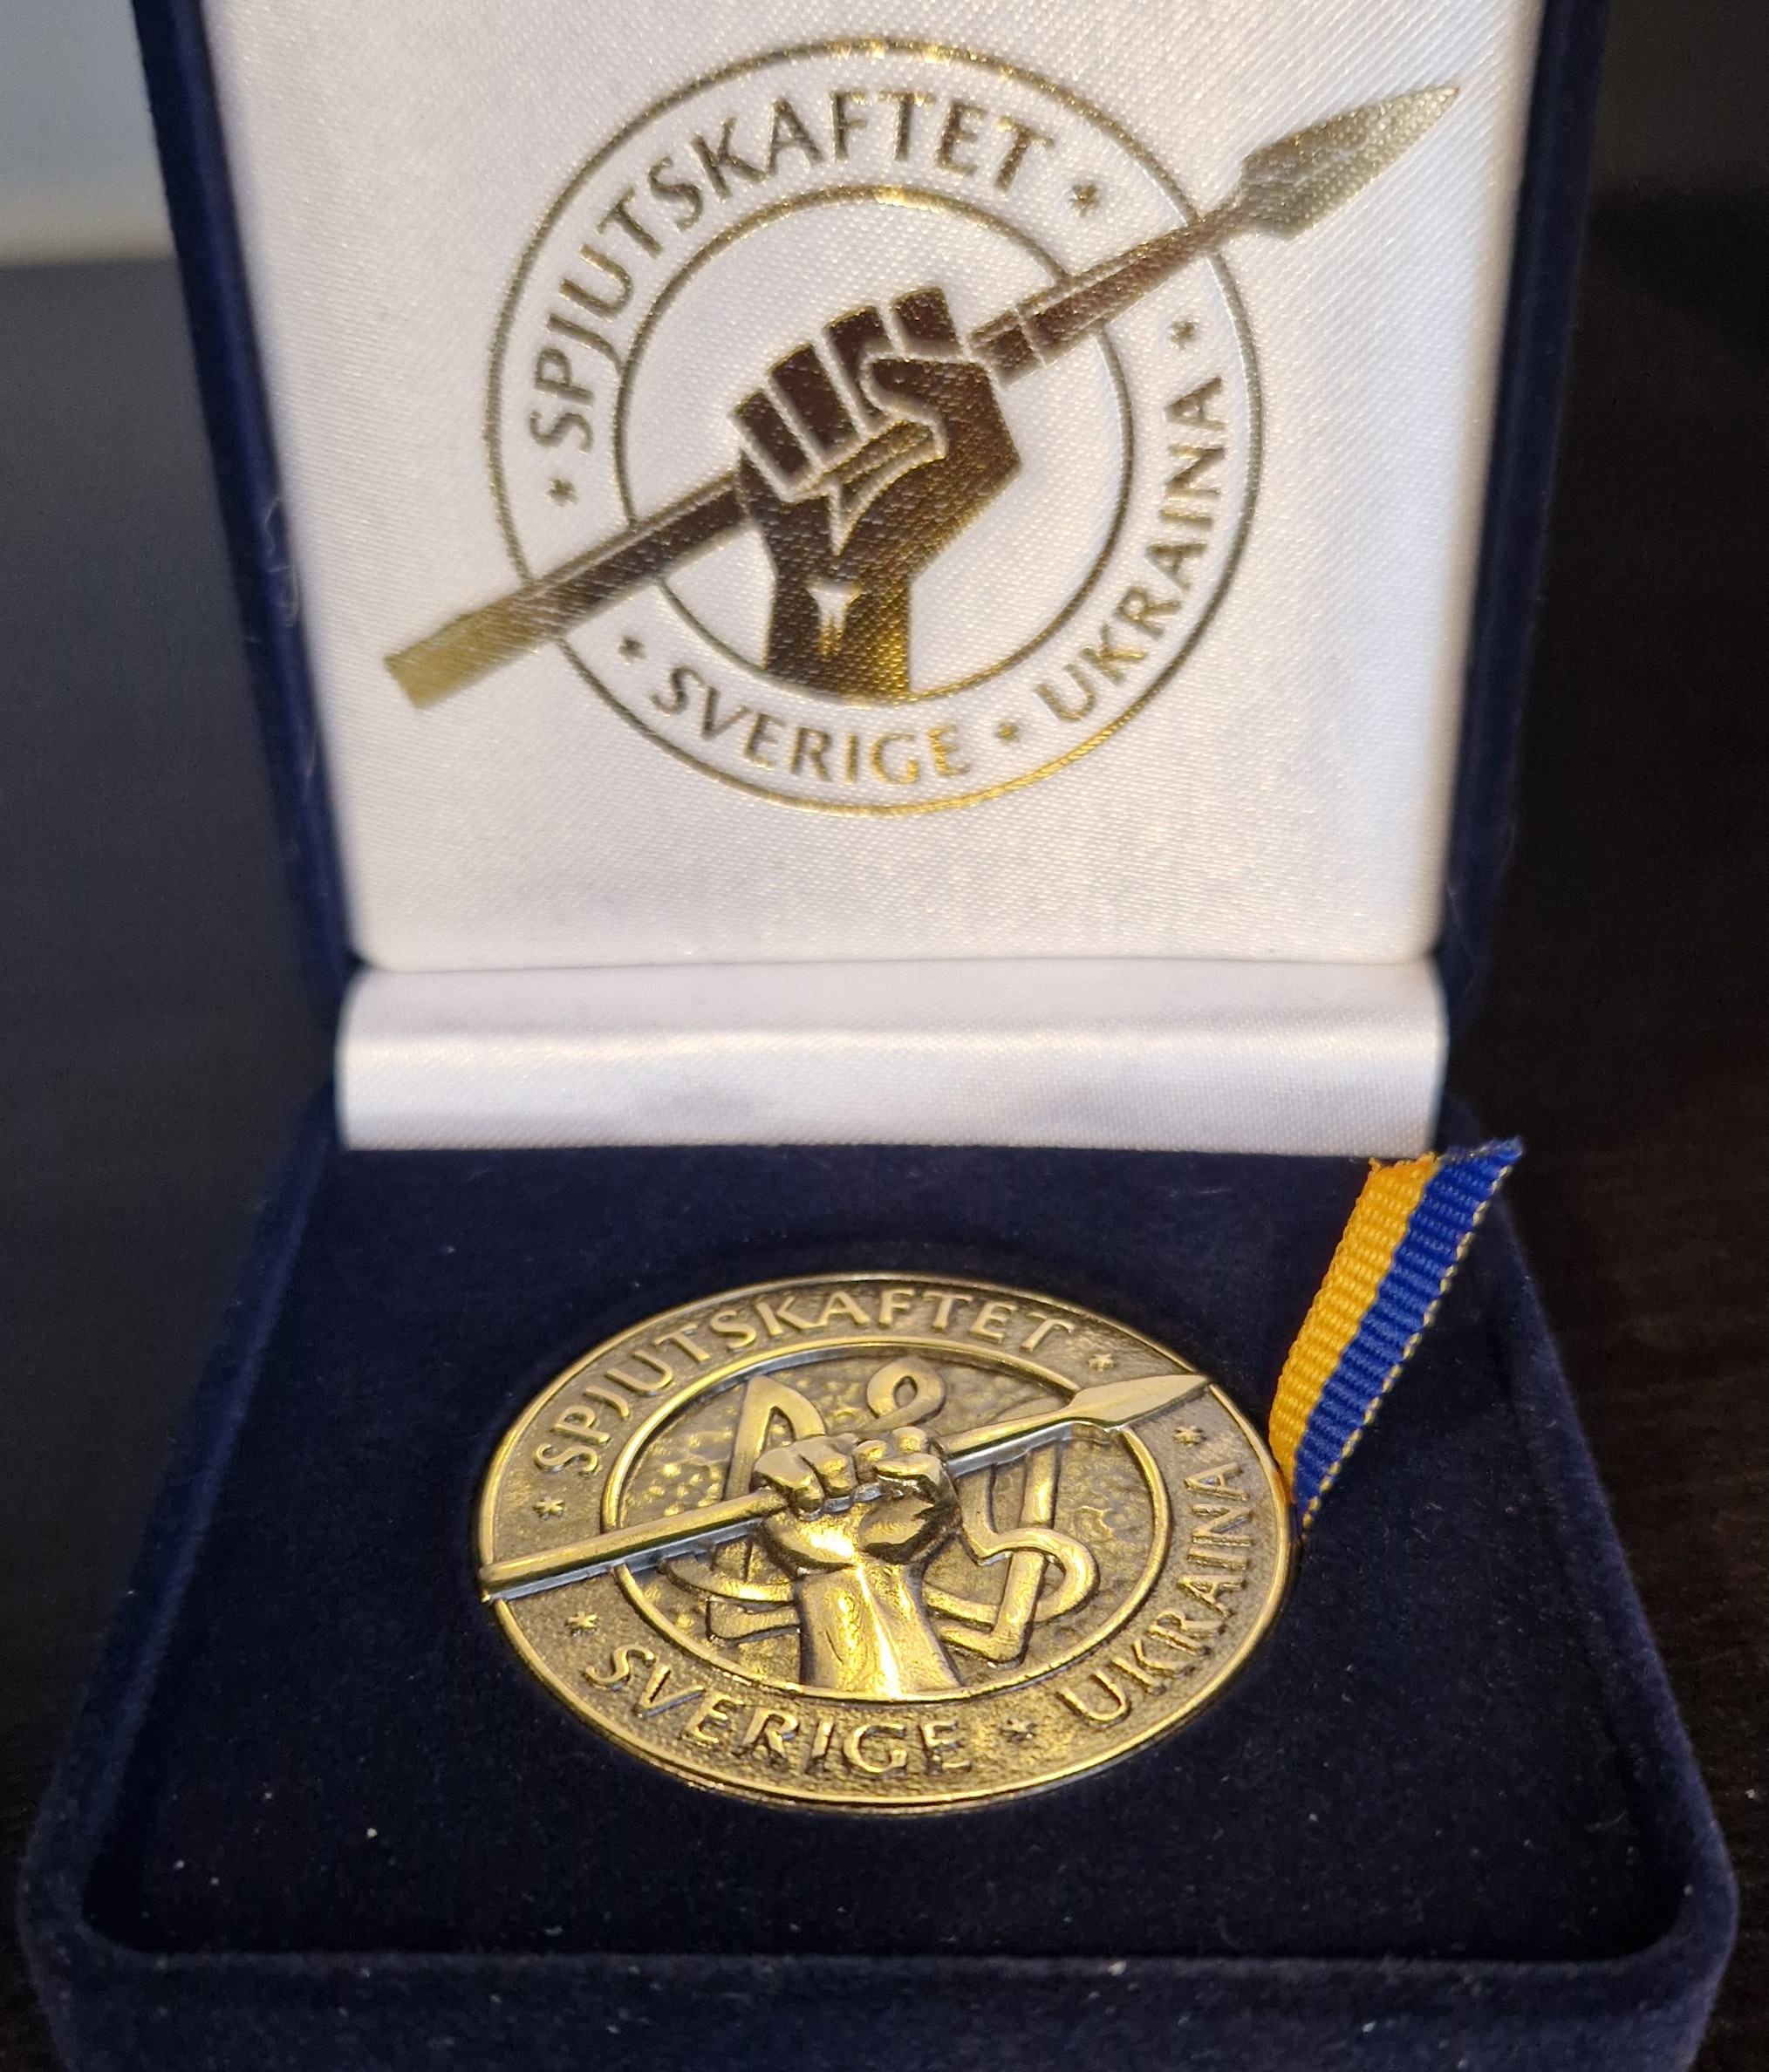 SPJUTSKAFTET
SVERIGE * UKRAINA
SPJUTSKAFTET
SVERIGE * UKRAINA